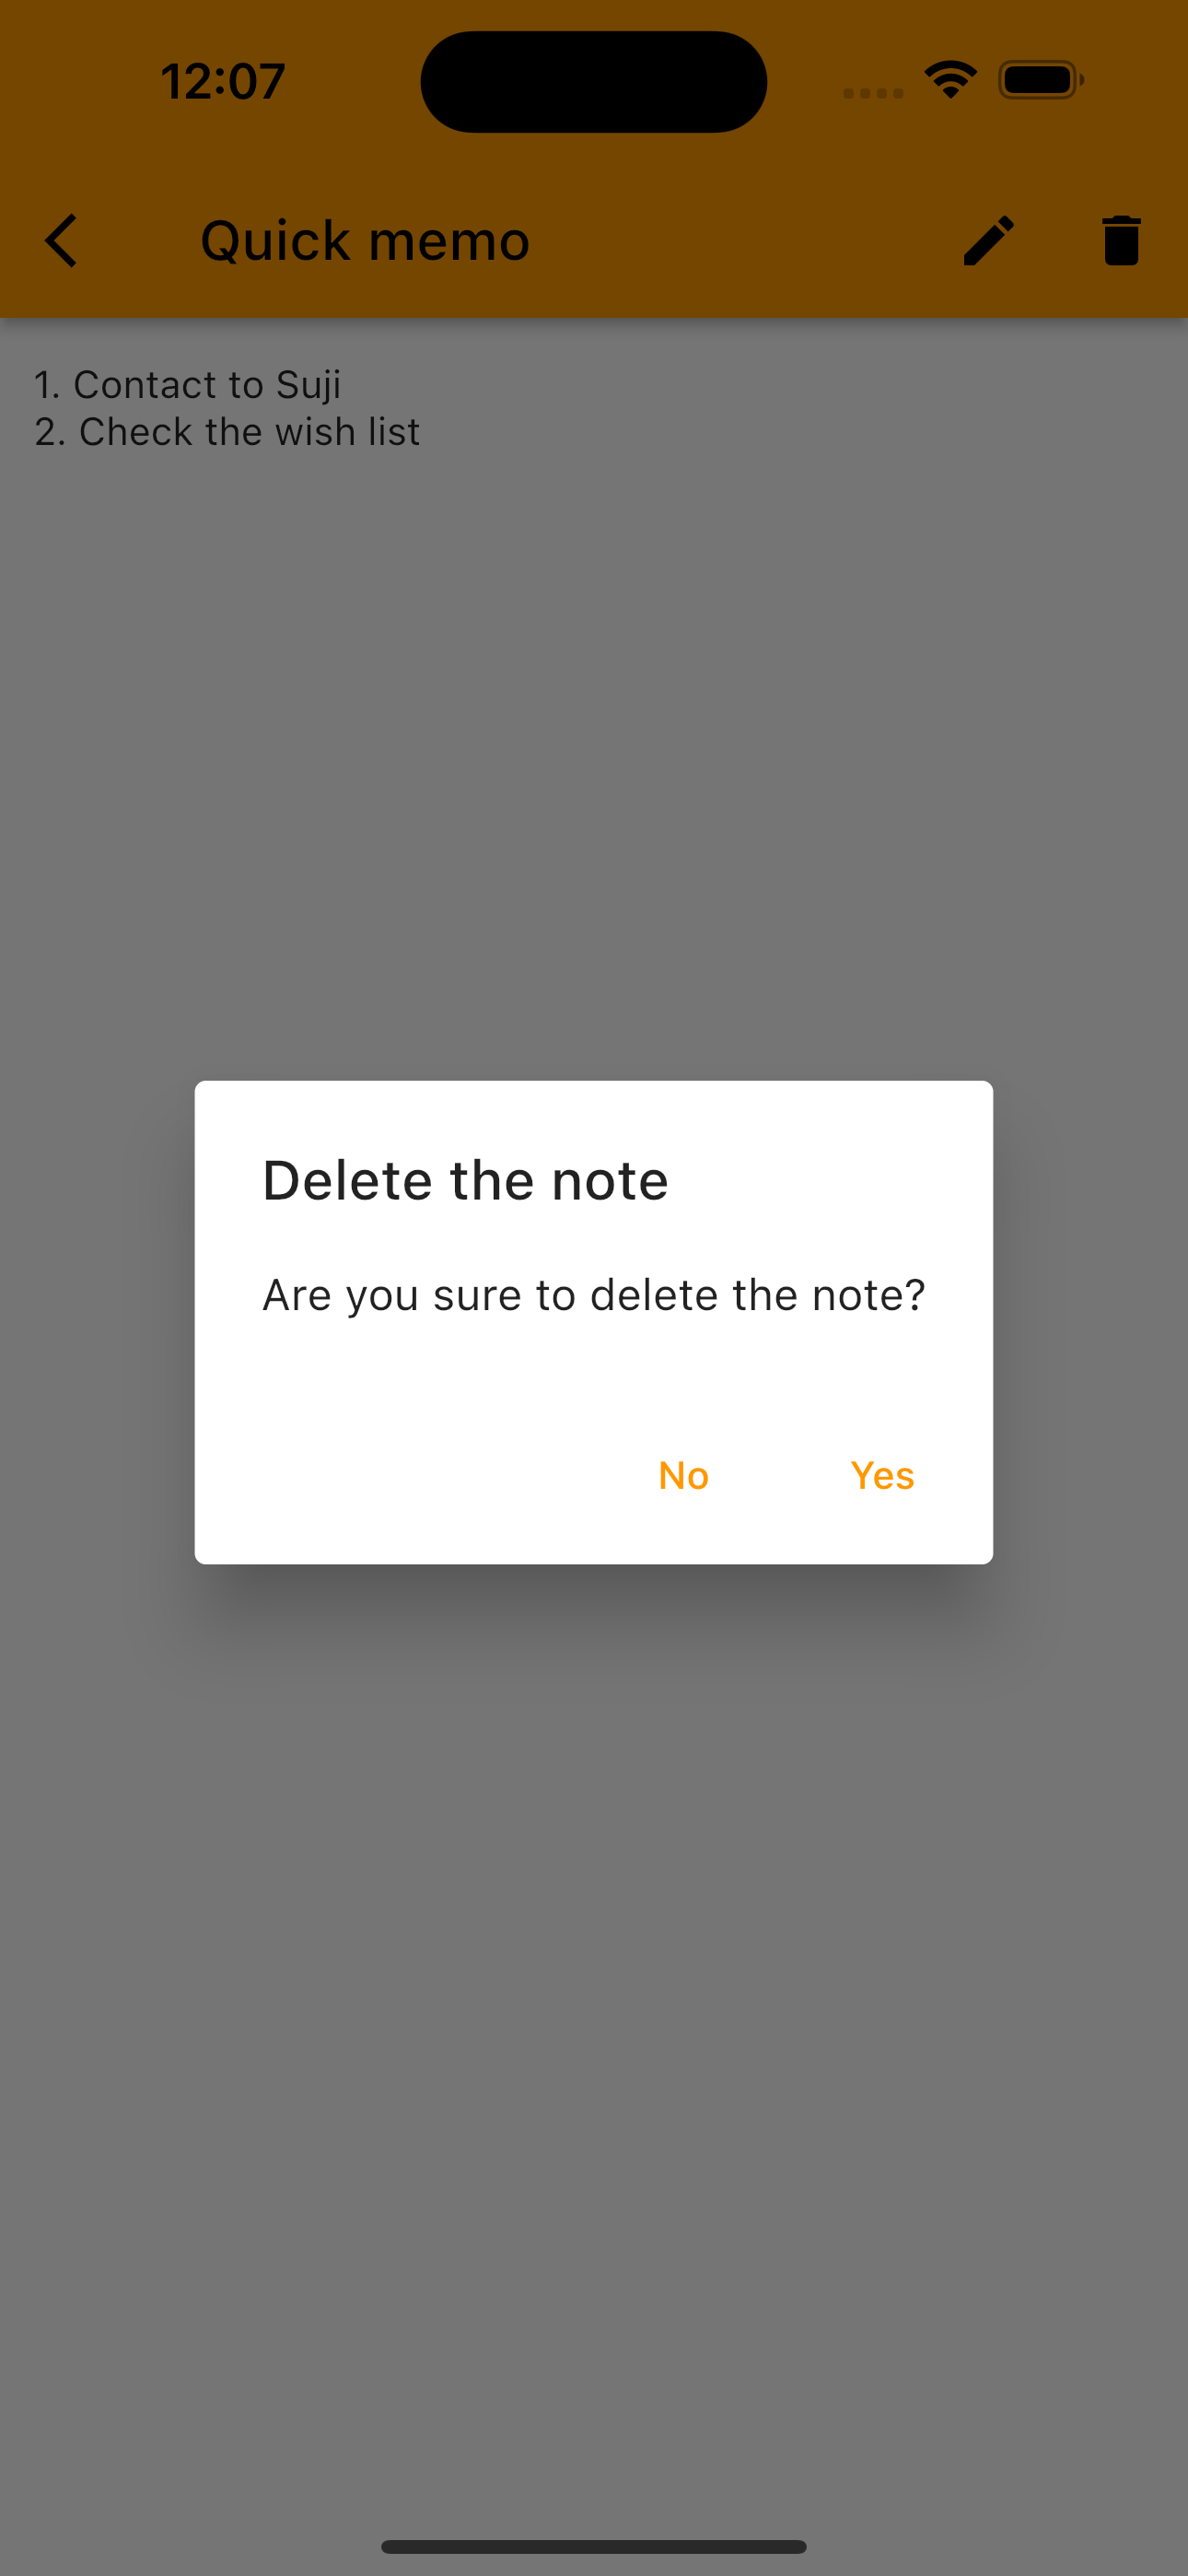 12:07
Quick memo
1. Contact to Suji
2. Check the wish list
Delete the note
Are you sure to delete the note?
No Yes